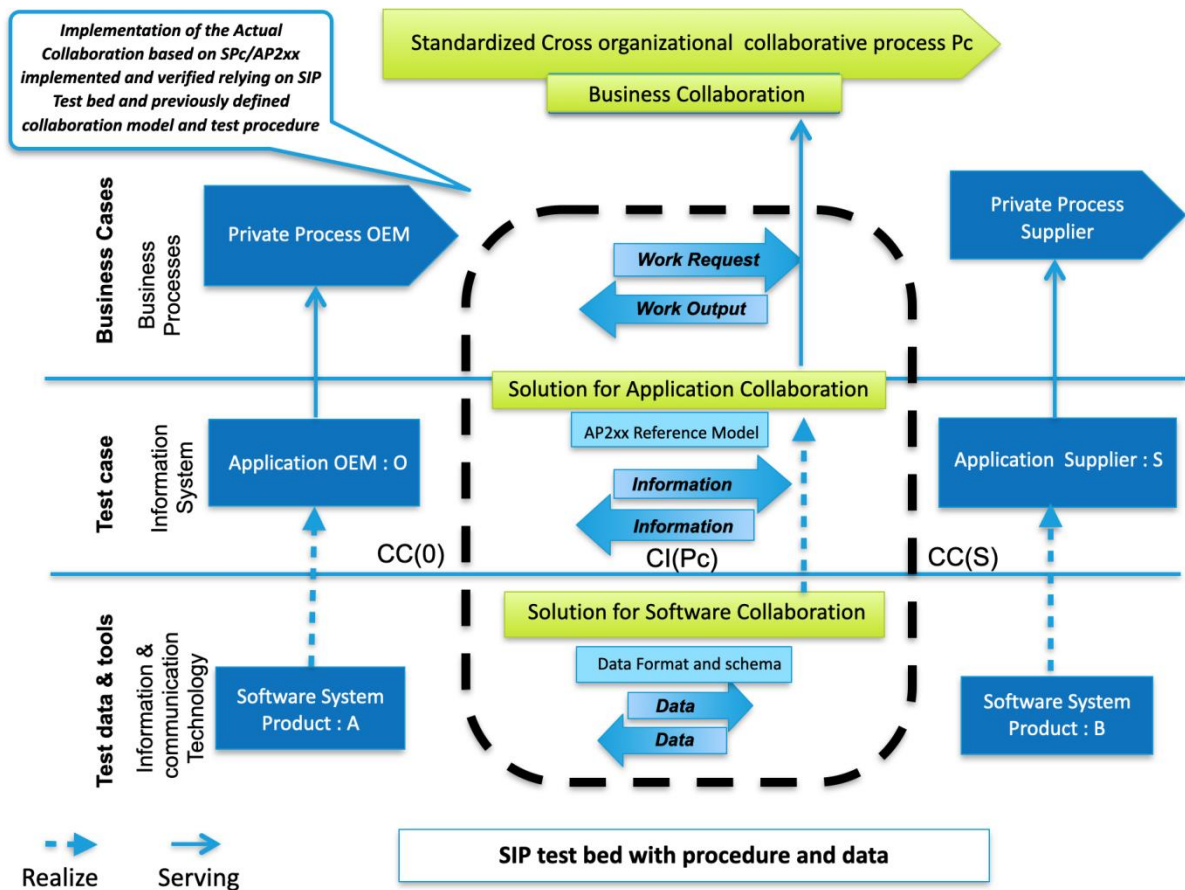 Implementation of the Actual
Collaboration based on SPc/AP2xx
implemented and verified relying on SIP
Test bed and previously defined
collaboration model and test procedure
Standardized Cross organizational collaborative process Pc
Business Collaboration
Business Cases
Business
Processes
Private Process OEM
Work Request
Work Output
Private Process
Supplier
Solution for Application Collaboration
Test case
Information
System
Application OEM : O
AP2xx Reference Model
Information
Information
Application Supplier : S
CC(0)
CI(Pc)
CC(S)
Solution for Software Collaboration
Test data & tools
Information &
communication
Technology
Software System
Product : A
Data Format and schema
Data
Data
Software System
Product : B
Realize
Serving
SIP test bed with procedure and data